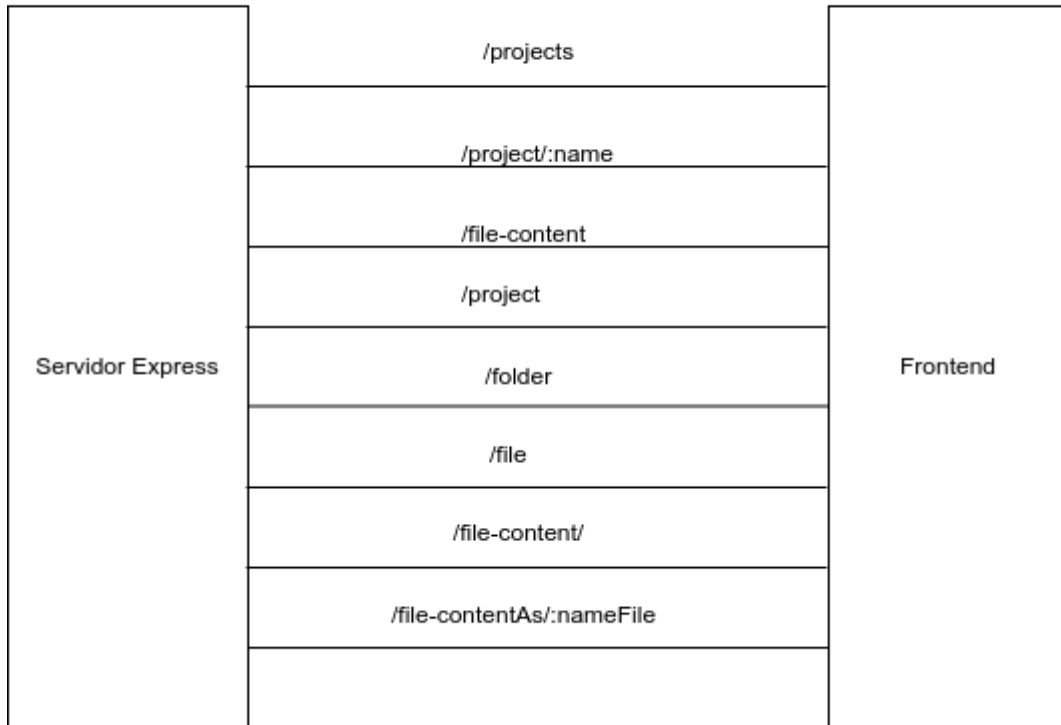 /projects
/project/:name
/file-content
/project
Servidor Express
/folder
Frontend
/file
/file-content/
/file-contentAs/:nameFile